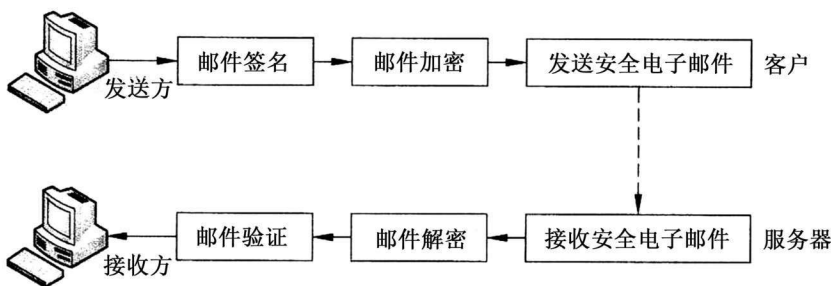 发送方
邮件签名
邮件加密
发送安全电子邮件
客户
接收方
邮件验证
邮件解密
接收安全电子邮件
服务器